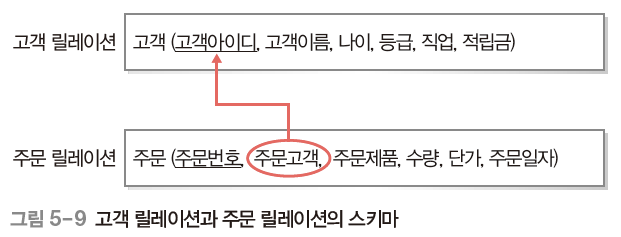 고객 릴레이션 고객 (고객아이디, 고객이름, 나이, 등급, 직업, 적립금)
주문 릴레이션 주문 (주문번호, 주문고객, 주문제품, 수량, 단가, 주문일자)
그림 5-9 고객 릴레이션과 주문 릴레이션의 스키마